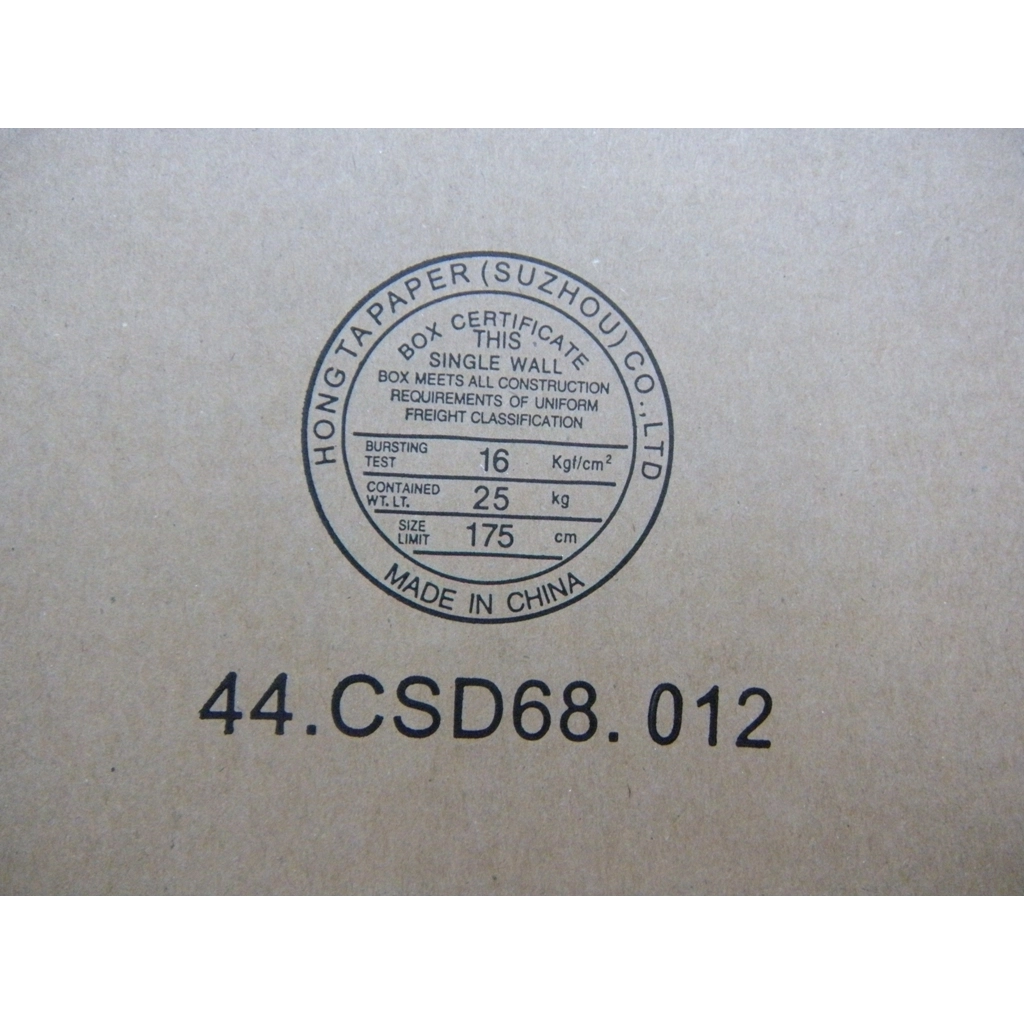 HONG TA PAPER (SUZHOU) CO.,LTD
BOX CERTIFICATE
THIS
SINGLE WALL
BOX MEETS ALL CONSTRUCTION
REQUIREMENTS OF UNIFORM
FREIGHT CLASSIFICATION
BURSTING TEST 16 Kgf/cm²
CONTAINED WT. LT. 25 kg
SIZE LIMIT 175 cm
MADE IN CHINA
44.CSD68. 012